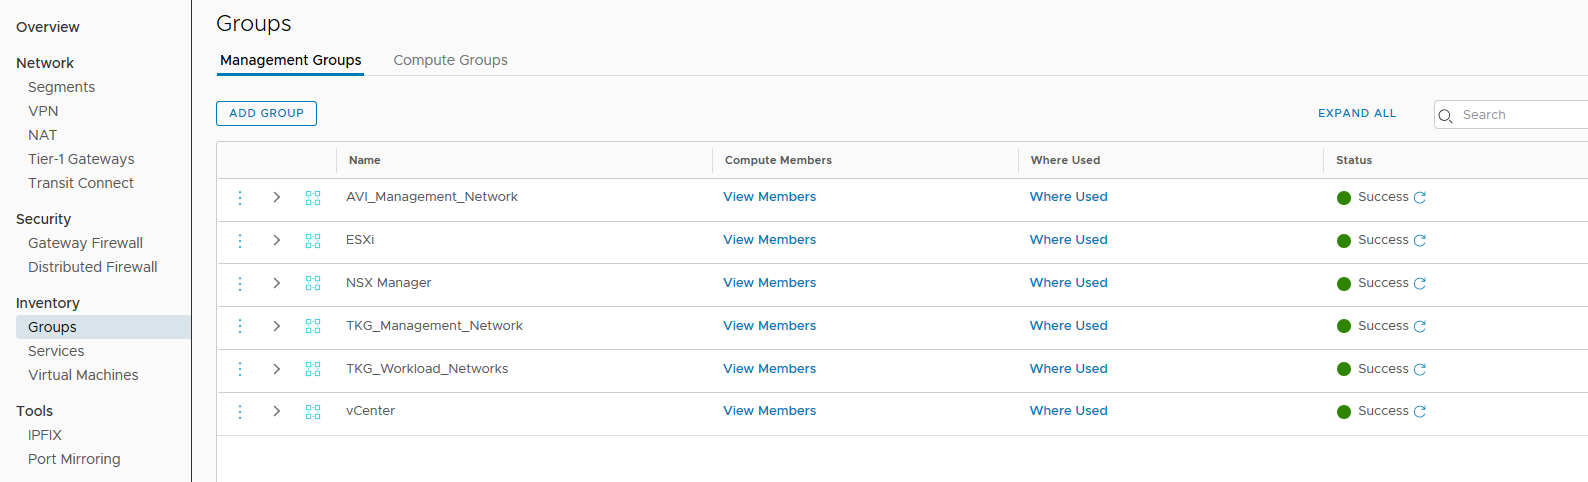 Overview
Network
Segments
VPN
NAT
Tier-1 Gateways
Transit Connect
Security
Gateway Firewall
Distributed Firewall
Inventory
Groups
Services
Virtual Machines
Tools
IPFIX
Port Mirroring
Groups
Management Groups Compute Groups
ADD GROUP EXPAND ALL Search
Name Compute Members Where Used Status
AVI_Management_Network View Members Where Used Success
ESXi View Members Where Used Success
NSX Manager View Members Where Used Success
TKG_Management_Network View Members Where Used Success
TKG_Workload_Networks View Members Where Used Success
vCenter View Members Where Used Success